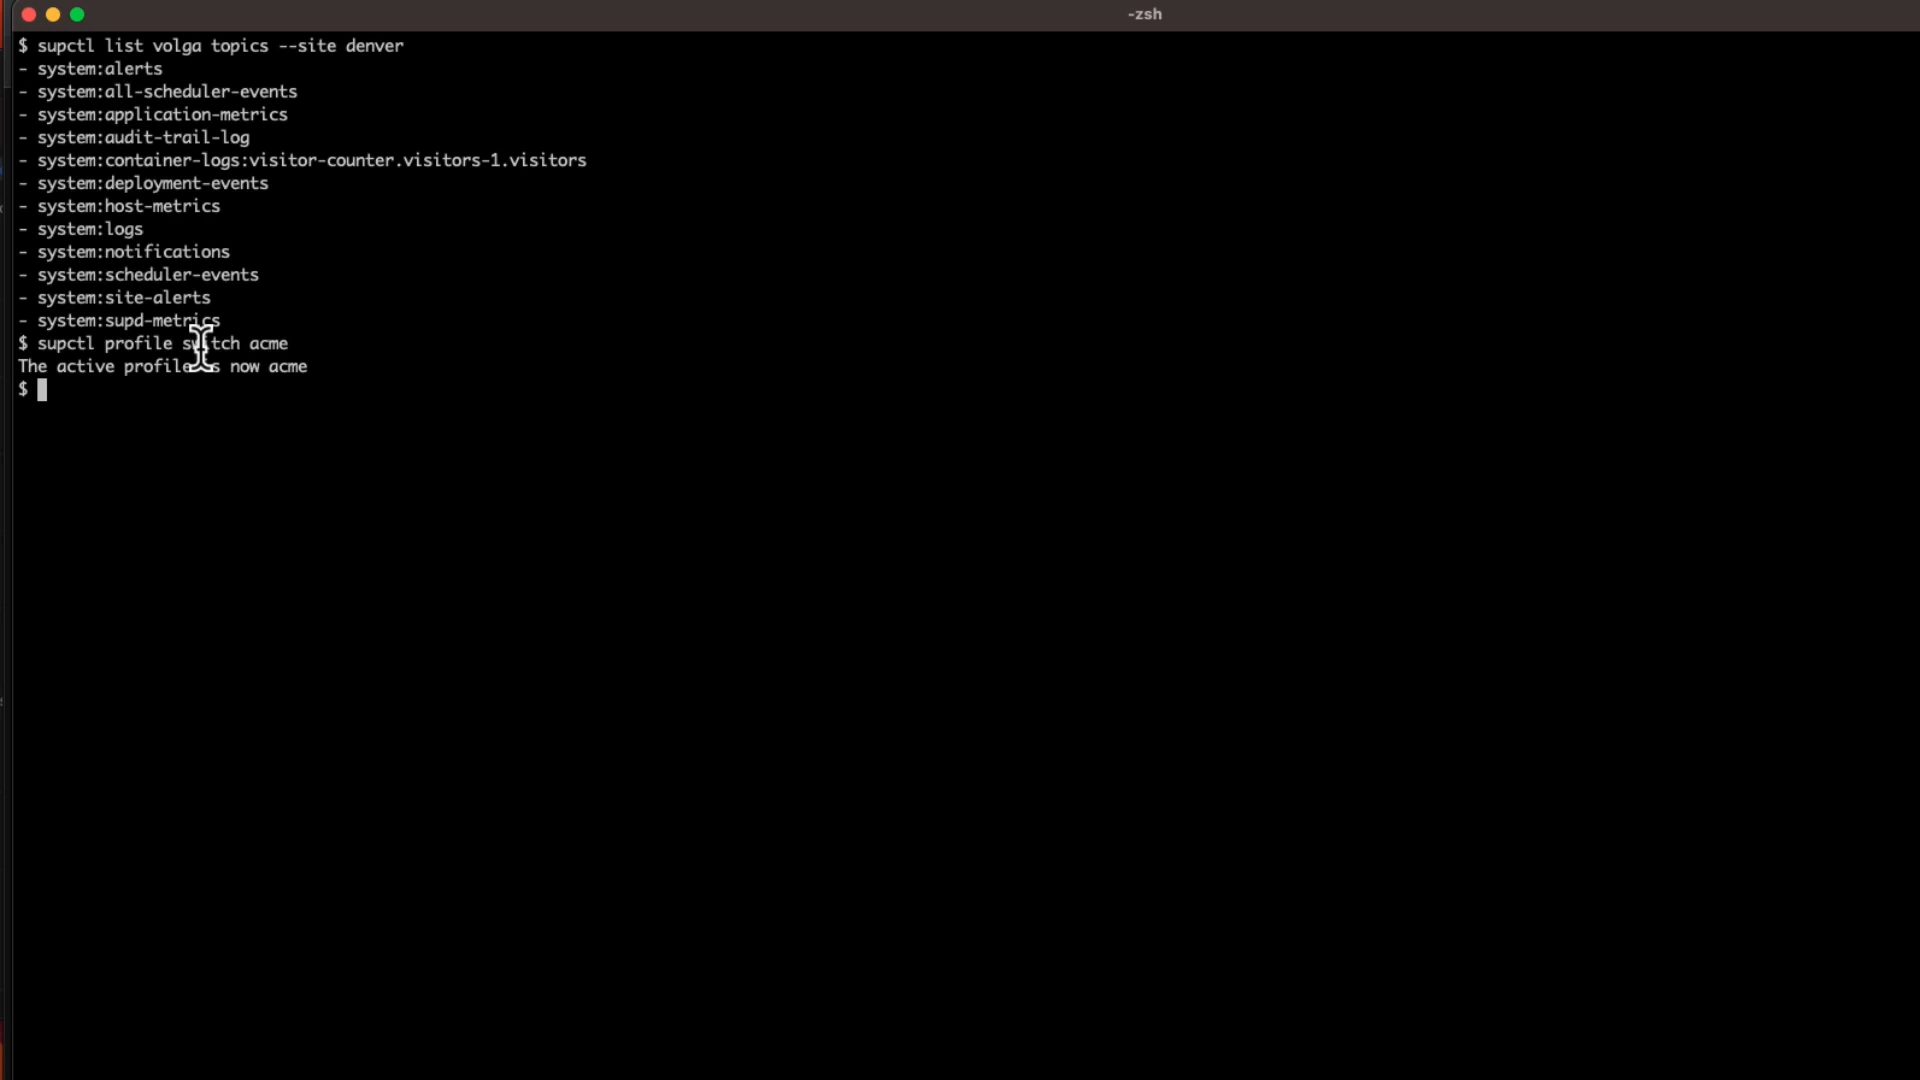 -zsh
$ supctl list volga topics --site denver
- system:alerts
- system:all-scheduler-events
- system:application-metrics
- system:audit-trail-log
- system:container-logs:visitor-counter.visitors-1.visitors
- system:deployment-events
- system:host-metrics
- system:logs
- system:notifications
- system:scheduler-events
- system:site-alerts
- system:supd-metrics
$ supctl profile switch acme
The active profile is now acme
$